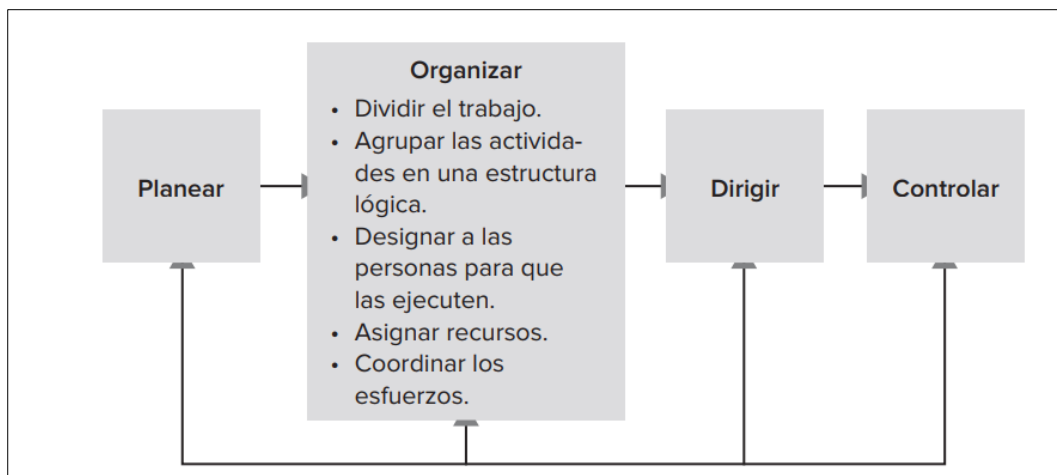 Planear
Organizar
• Dividir el trabajo.
• Agrupar las activida-
des en una estructura
lógica.
• Designar a las
personas para que
las ejecuten.
• Asignar recursos.
• Coordinar los
esfuerzos.
Dirigir
Controlar